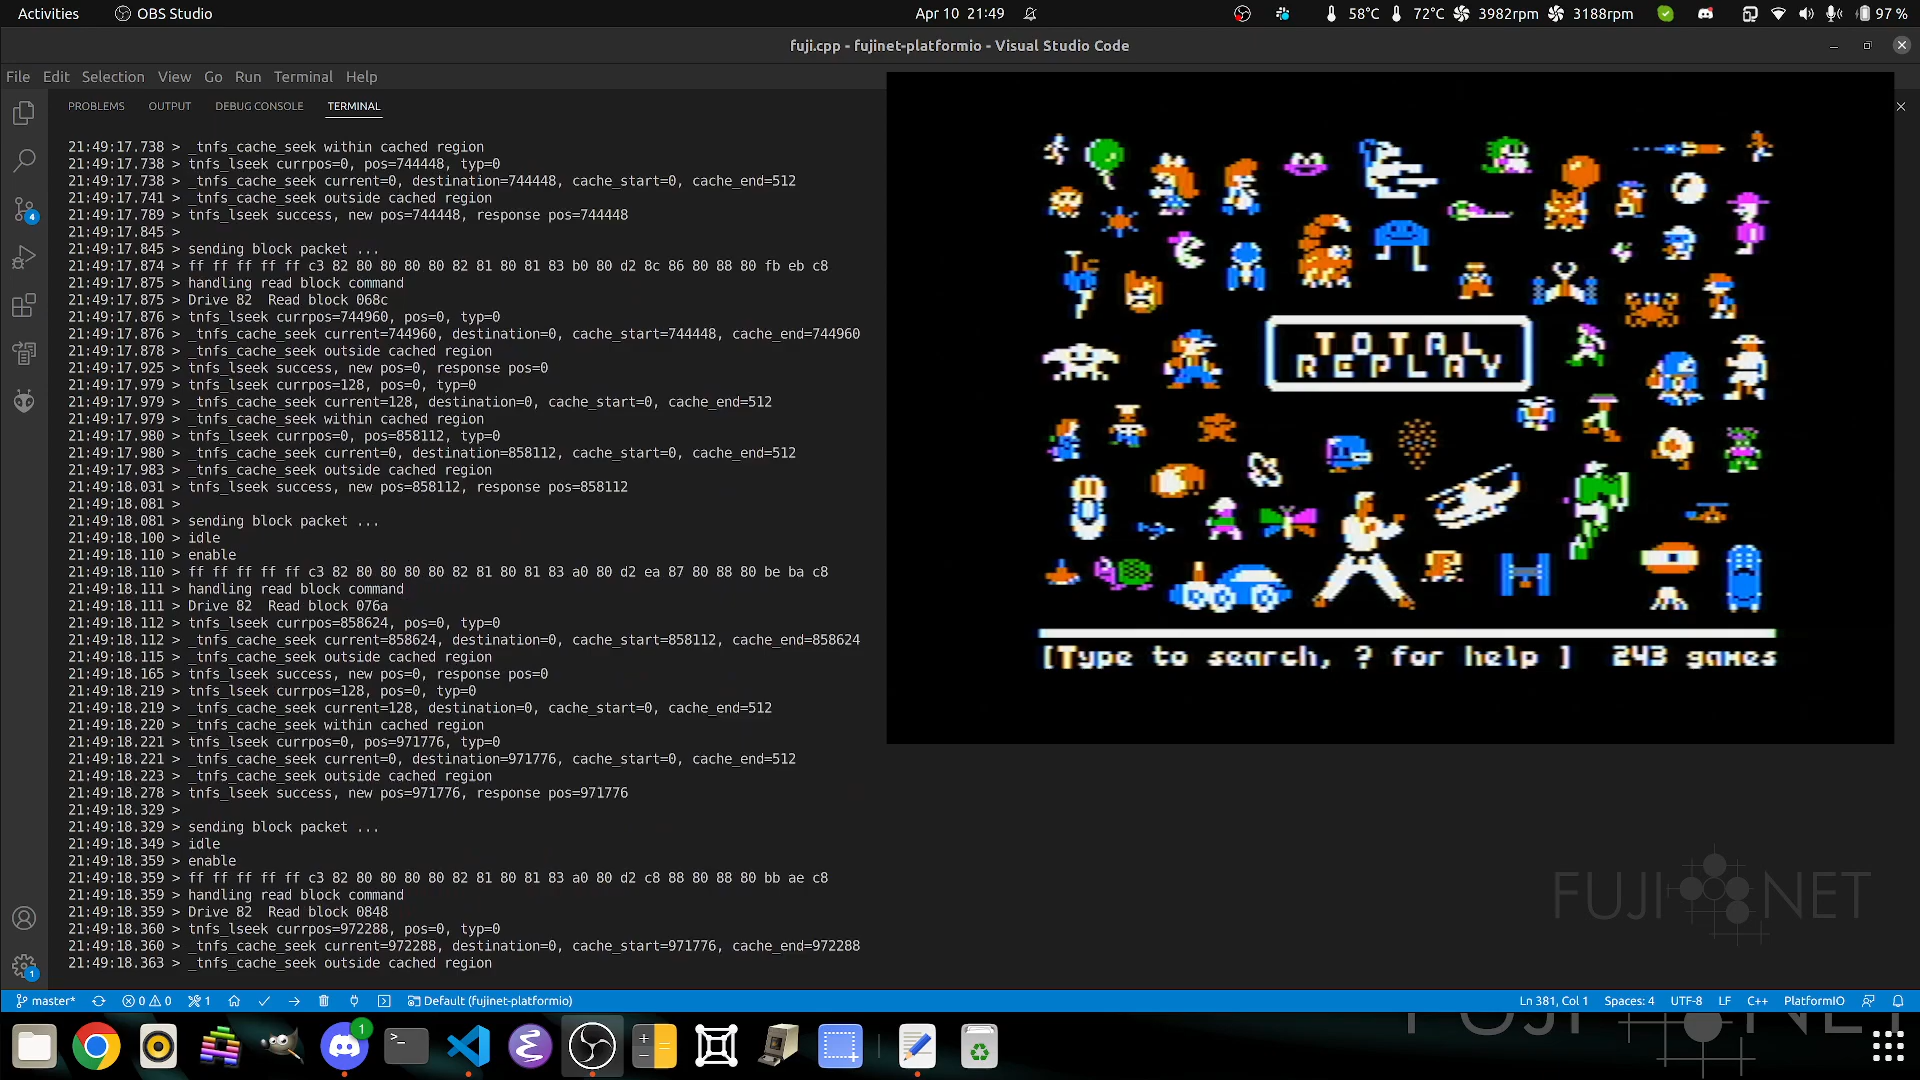 Activities
OBS Studio
Apr 10 21:49
58°C
72°C
3982rpm
3188rpm
97 %
fuji.cpp - fujinet-platformio - Visual Studio Code
File Edit Selection View Go Run Terminal Help
PROBLEMS OUTPUT DEBUG CONSOLE TERMINAL
21:49:17.738 > _tnfs_cache_seek within cached region
21:49:17.738 > tnfs_lseek currpos=0, pos=744448, typ=0
21:49:17.738 > _tnfs_cache_seek current=0, destination=744448, cache_start=0, cache_end=512
21:49:17.741 > _tnfs_cache_seek outside cached region
21:49:17.789 > tnfs_lseek success, new pos=744448, response pos=744448
21:49:17.845 >
21:49:17.845 > sending block packet ...
21:49:17.874 > ff ff ff ff ff c3 82 80 80 80 80 82 81 80 81 83 b0 80 d2 8c 86 80 88 80 fb eb c8
21:49:17.875 > handling read block command
21:49:17.875 > Drive 82  Read block 068c
21:49:17.876 > tnfs_lseek currpos=744960, pos=0, typ=0
21:49:17.876 > _tnfs_cache_seek current=744960, destination=0, cache_start=744448, cache_end=744960
21:49:17.878 > _tnfs_cache_seek outside cached region
21:49:17.925 > tnfs_lseek success, new pos=0, response pos=0
21:49:17.979 > tnfs_lseek currpos=128, pos=0, typ=0
21:49:17.979 > _tnfs_cache_seek current=128, destination=0, cache_start=0, cache_end=512
21:49:17.979 > _tnfs_cache_seek within cached region
21:49:17.980 > tnfs_lseek currpos=0, pos=858112, typ=0
21:49:17.980 > _tnfs_cache_seek current=0, destination=858112, cache_start=0, cache_end=512
21:49:17.983 > _tnfs_cache_seek outside cached region
21:49:18.031 > tnfs_lseek success, new pos=858112, response pos=858112
21:49:18.081 >
21:49:18.081 > sending block packet ...
21:49:18.100 > idle
21:49:18.110 > enable
21:49:18.110 > ff ff ff ff ff c3 82 80 80 80 80 82 81 80 81 83 a0 80 d2 ea 87 80 88 80 be ba c8
21:49:18.111 > handling read block command
21:49:18.111 > Drive 82  Read block 076a
21:49:18.112 > tnfs_lseek currpos=858624, pos=0, typ=0
21:49:18.112 > _tnfs_cache_seek current=858624, destination=0, cache_start=858112, cache_end=858624
21:49:18.115 > _tnfs_cache_seek outside cached region
21:49:18.165 > tnfs_lseek success, new pos=0, response pos=0
21:49:18.219 > tnfs_lseek currpos=128, pos=0, typ=0
21:49:18.219 > _tnfs_cache_seek current=128, destination=0, cache_start=0, cache_end=512
21:49:18.220 > _tnfs_cache_seek within cached region
21:49:18.221 > tnfs_lseek currpos=0, pos=971776, typ=0
21:49:18.221 > _tnfs_cache_seek current=0, destination=971776, cache_start=0, cache_end=512
21:49:18.223 > _tnfs_cache_seek outside cached region
21:49:18.278 > tnfs_lseek success, new pos=971776, response pos=971776
21:49:18.329 >
21:49:18.329 > sending block packet ...
21:49:18.349 > idle
21:49:18.359 > enable
21:49:18.359 > ff ff ff ff ff c3 82 80 80 80 80 82 81 80 81 83 a0 80 d2 c8 88 80 88 80 bb ae c8
21:49:18.359 > handling read block command
21:49:18.359 > Drive 82  Read block 0848
21:49:18.360 > tnfs_lseek currpos=972288, pos=0, typ=0
21:49:18.360 > _tnfs_cache_seek current=972288, destination=0, cache_start=971776, cache_end=972288
21:49:18.363 > _tnfs_cache_seek outside cached region
TOTAL
REPLAY
[Type to search, ? for help ] 243 games
FUJI NET
4
1
master* 0 0 1 Default (fujinet-platformio)
Ln 381, Col 1 Spaces: 4 UTF-8 LF C++ PlatformIO
FUJI NET
1